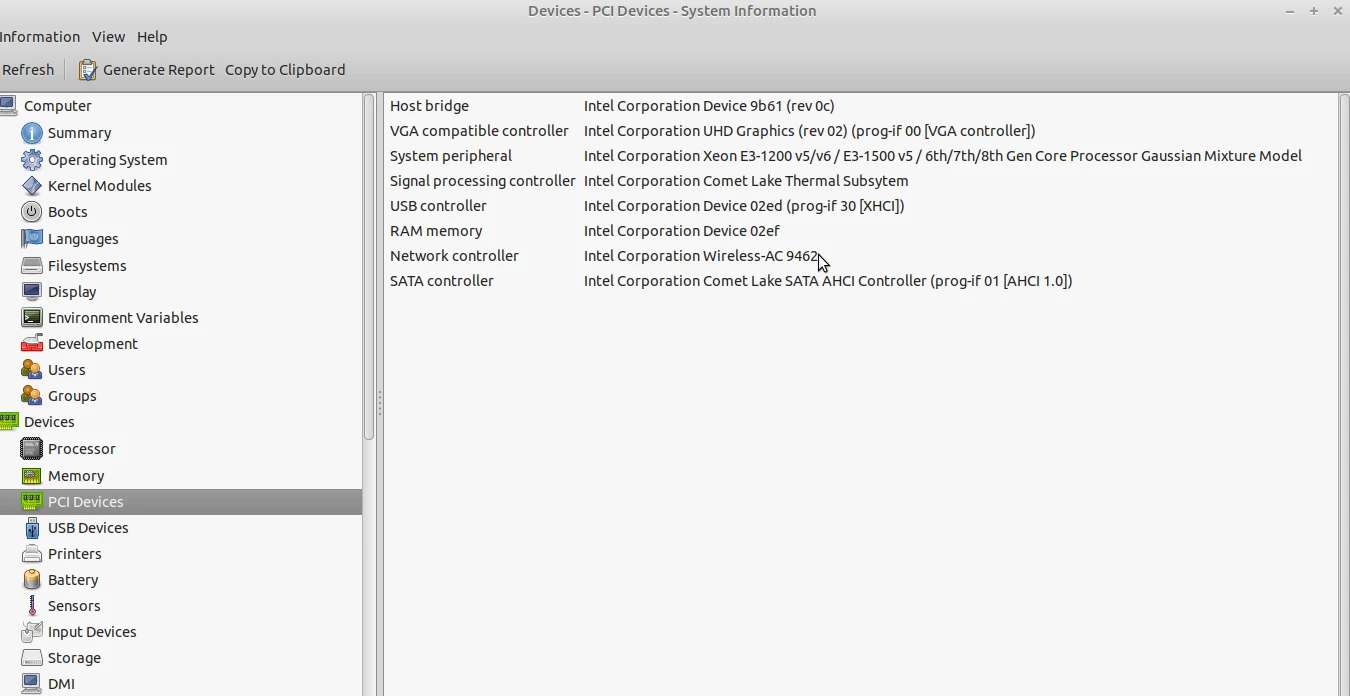 Devices - PCI Devices - System Information
Information View Help
Refresh Generate Report Copy to Clipboard
Computer
Summary
Operating System
Kernel Modules
Boots
Languages
Filesystems
Display
Environment Variables
Development
Users
Groups
Devices
Processor
Memory
PCI Devices
USB Devices
Printers
Battery
Sensors
Input Devices
Storage
DMI
Host bridge Intel Corporation Device 9b61 (rev 0c)
VGA compatible controller Intel Corporation UHD Graphics (rev 02) (prog-if 00 [VGA controller])
System peripheral Intel Corporation Xeon E3-1200 v5/v6 / E3-1500 v5 / 6th/7th/8th Gen Core Processor Gaussian Mixture Model
Signal processing controller Intel Corporation Comet Lake Thermal Subsytem
USB controller Intel Corporation Device 02ed (prog-if 30 [XHCI])
RAM memory Intel Corporation Device 02ef
Network controller Intel Corporation Wireless-AC 9462
SATA controller Intel Corporation Comet Lake SATA AHCI Controller (prog-if 01 [AHCI 1.0])